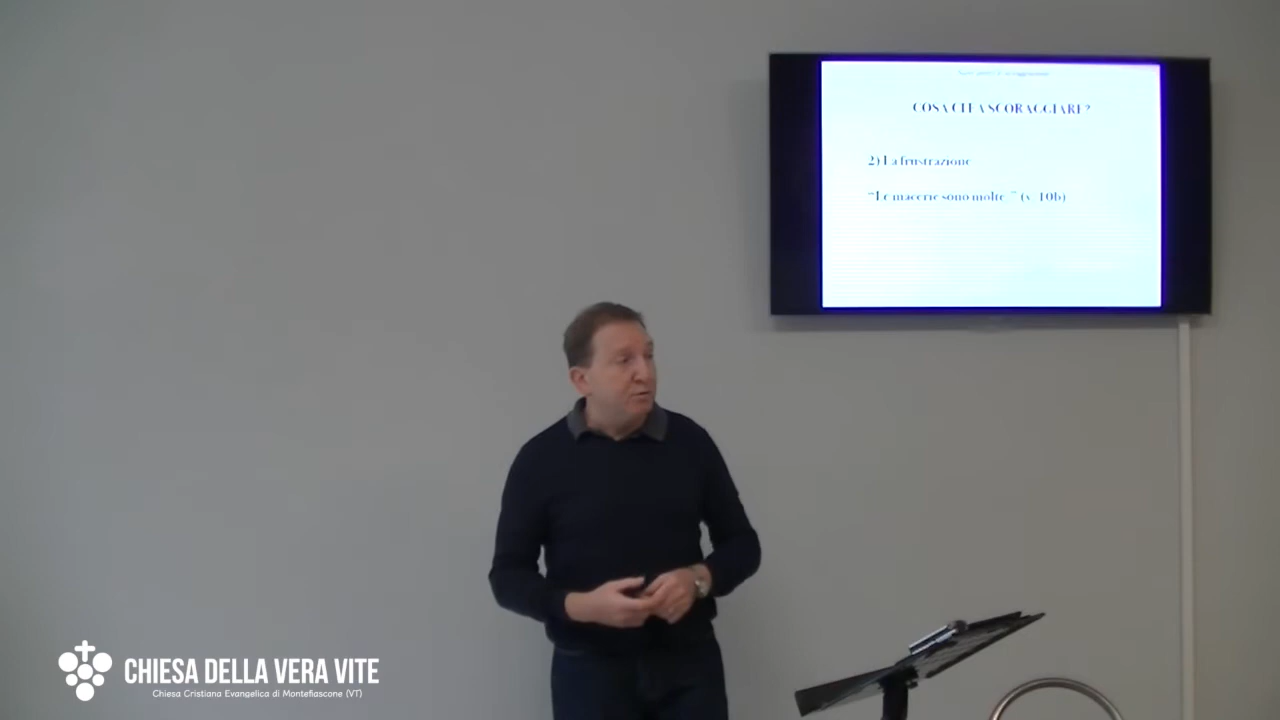 COSA CI FA SCORAGGIARE?
2) La frustrazione
“Le macerie sono molte ” (v. 10b)
CHIESA DELLA VERA VITE
Chiesa Cristiana Evangelica di Montefiascone (VT)